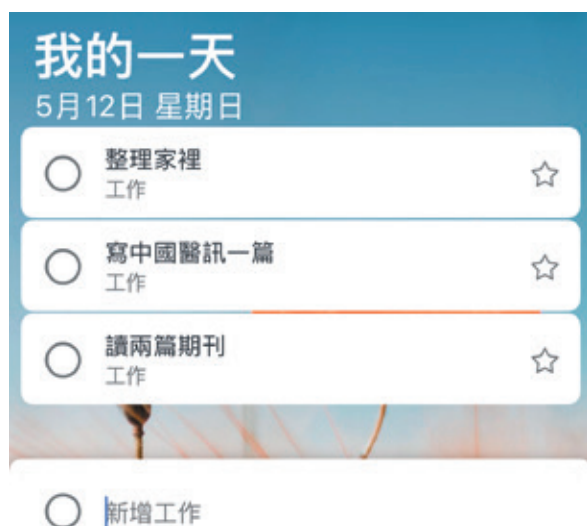 我的一天
5月12日 星期日
整理家裡
工作
寫中國醫訊一篇
工作
讀兩篇期刊
工作
新增工作